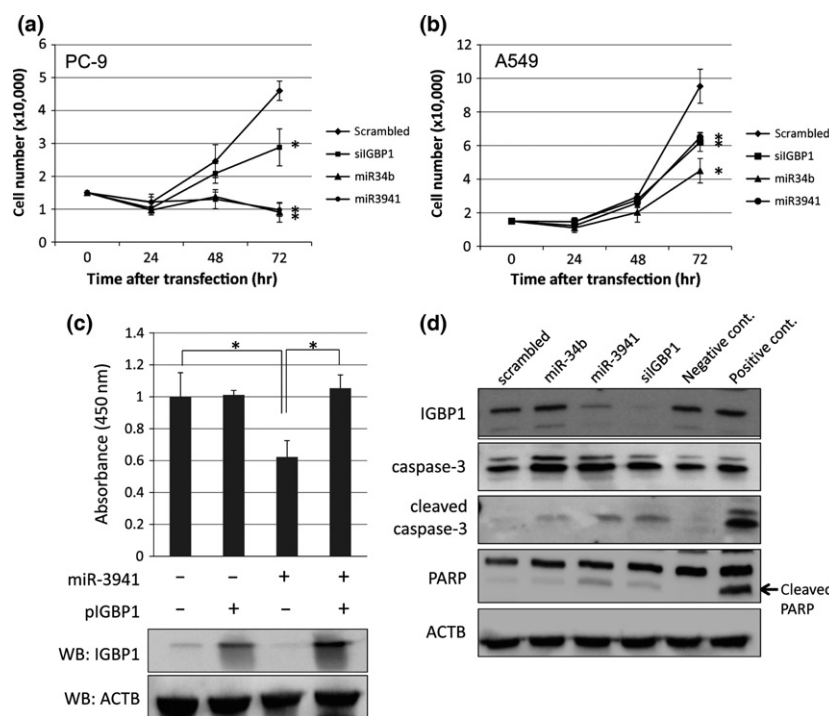 (a)
PC-9
Cell number (x10,000)
6
5
4
3
2
1
0
0 24 48 72
Time after transfection (hr)
Scrambled
siIGBP1
miR34b
miR3941
*
*
*
(b)
A549
Cell number (x10,000)
12
10
8
6
4
2
0
0 24 48 72
Time after transfection (hr)
Scrambled
siIGBP1
miR34b
miR3941
*
*
*
(c)
Absorbance (450 nm)
1.4
1.2
1
0.8
0.6
0.4
0.2
0
* *
miR-3941 – – + +
pIGBP1 – + – +
WB: IGBP1
WB: ACTB
(d)
scrambled
miR-34b
miR-3941
siIGBP1
Negative cont.
Positive cont.
IGBP1
caspase-3
cleaved
caspase-3
PARP
Cleaved
PARP
ACTB